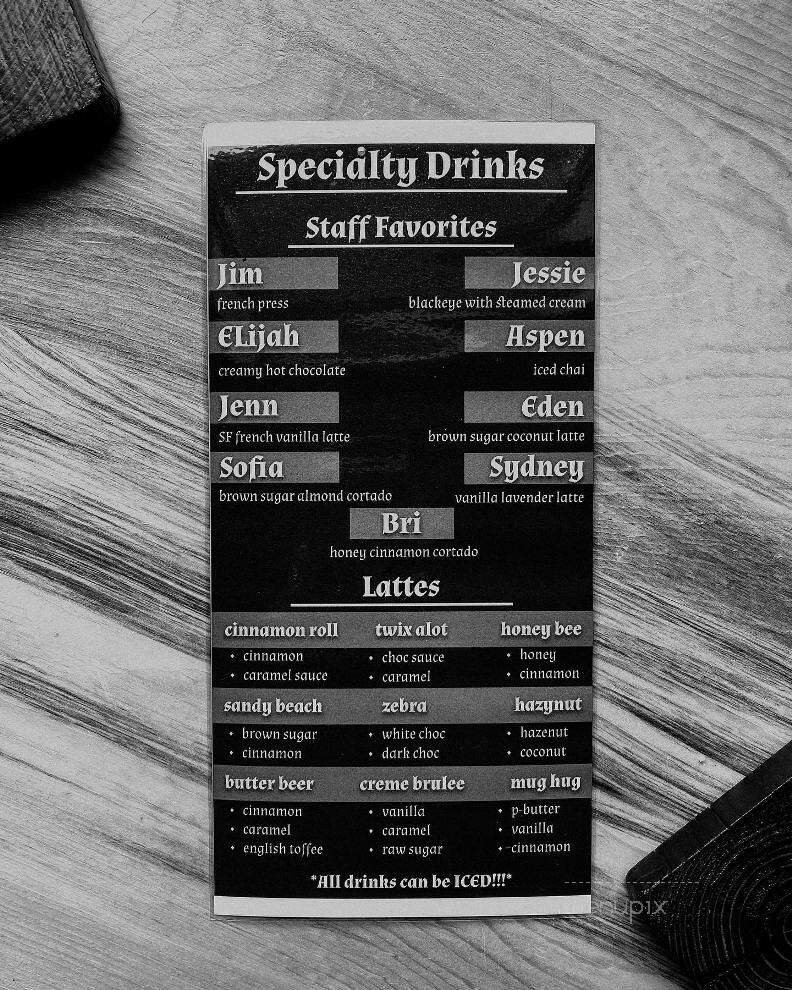 Specialty Drinks
Staff Favorites
Jim Jessie
french press blackeye with steamed cream
Elijah Aspen
creamy hot chocolate iced chai
Jenn Eden
SF french vanilla latte brown sugar coconut latte
Sofia Sydney
brown sugar almond cortado vanilla lavender latte
Bri
honey cinnamon cortado
Lattes
cinnamon roll twix alot honey bee
• cinnamon • choc sauce • honey
• caramel sauce • caramel • cinnamon
sandy beach zebra hazynut
• brown sugar • white choc • hazenut
• cinnamon • dark choc • coconut
butter beer creme brulee mug hug
• cinnamon • vanilla • p-butter
• caramel • caramel • vanilla
• english toffee • raw sugar • cinnamon
*All drinks can be ICED!!!*